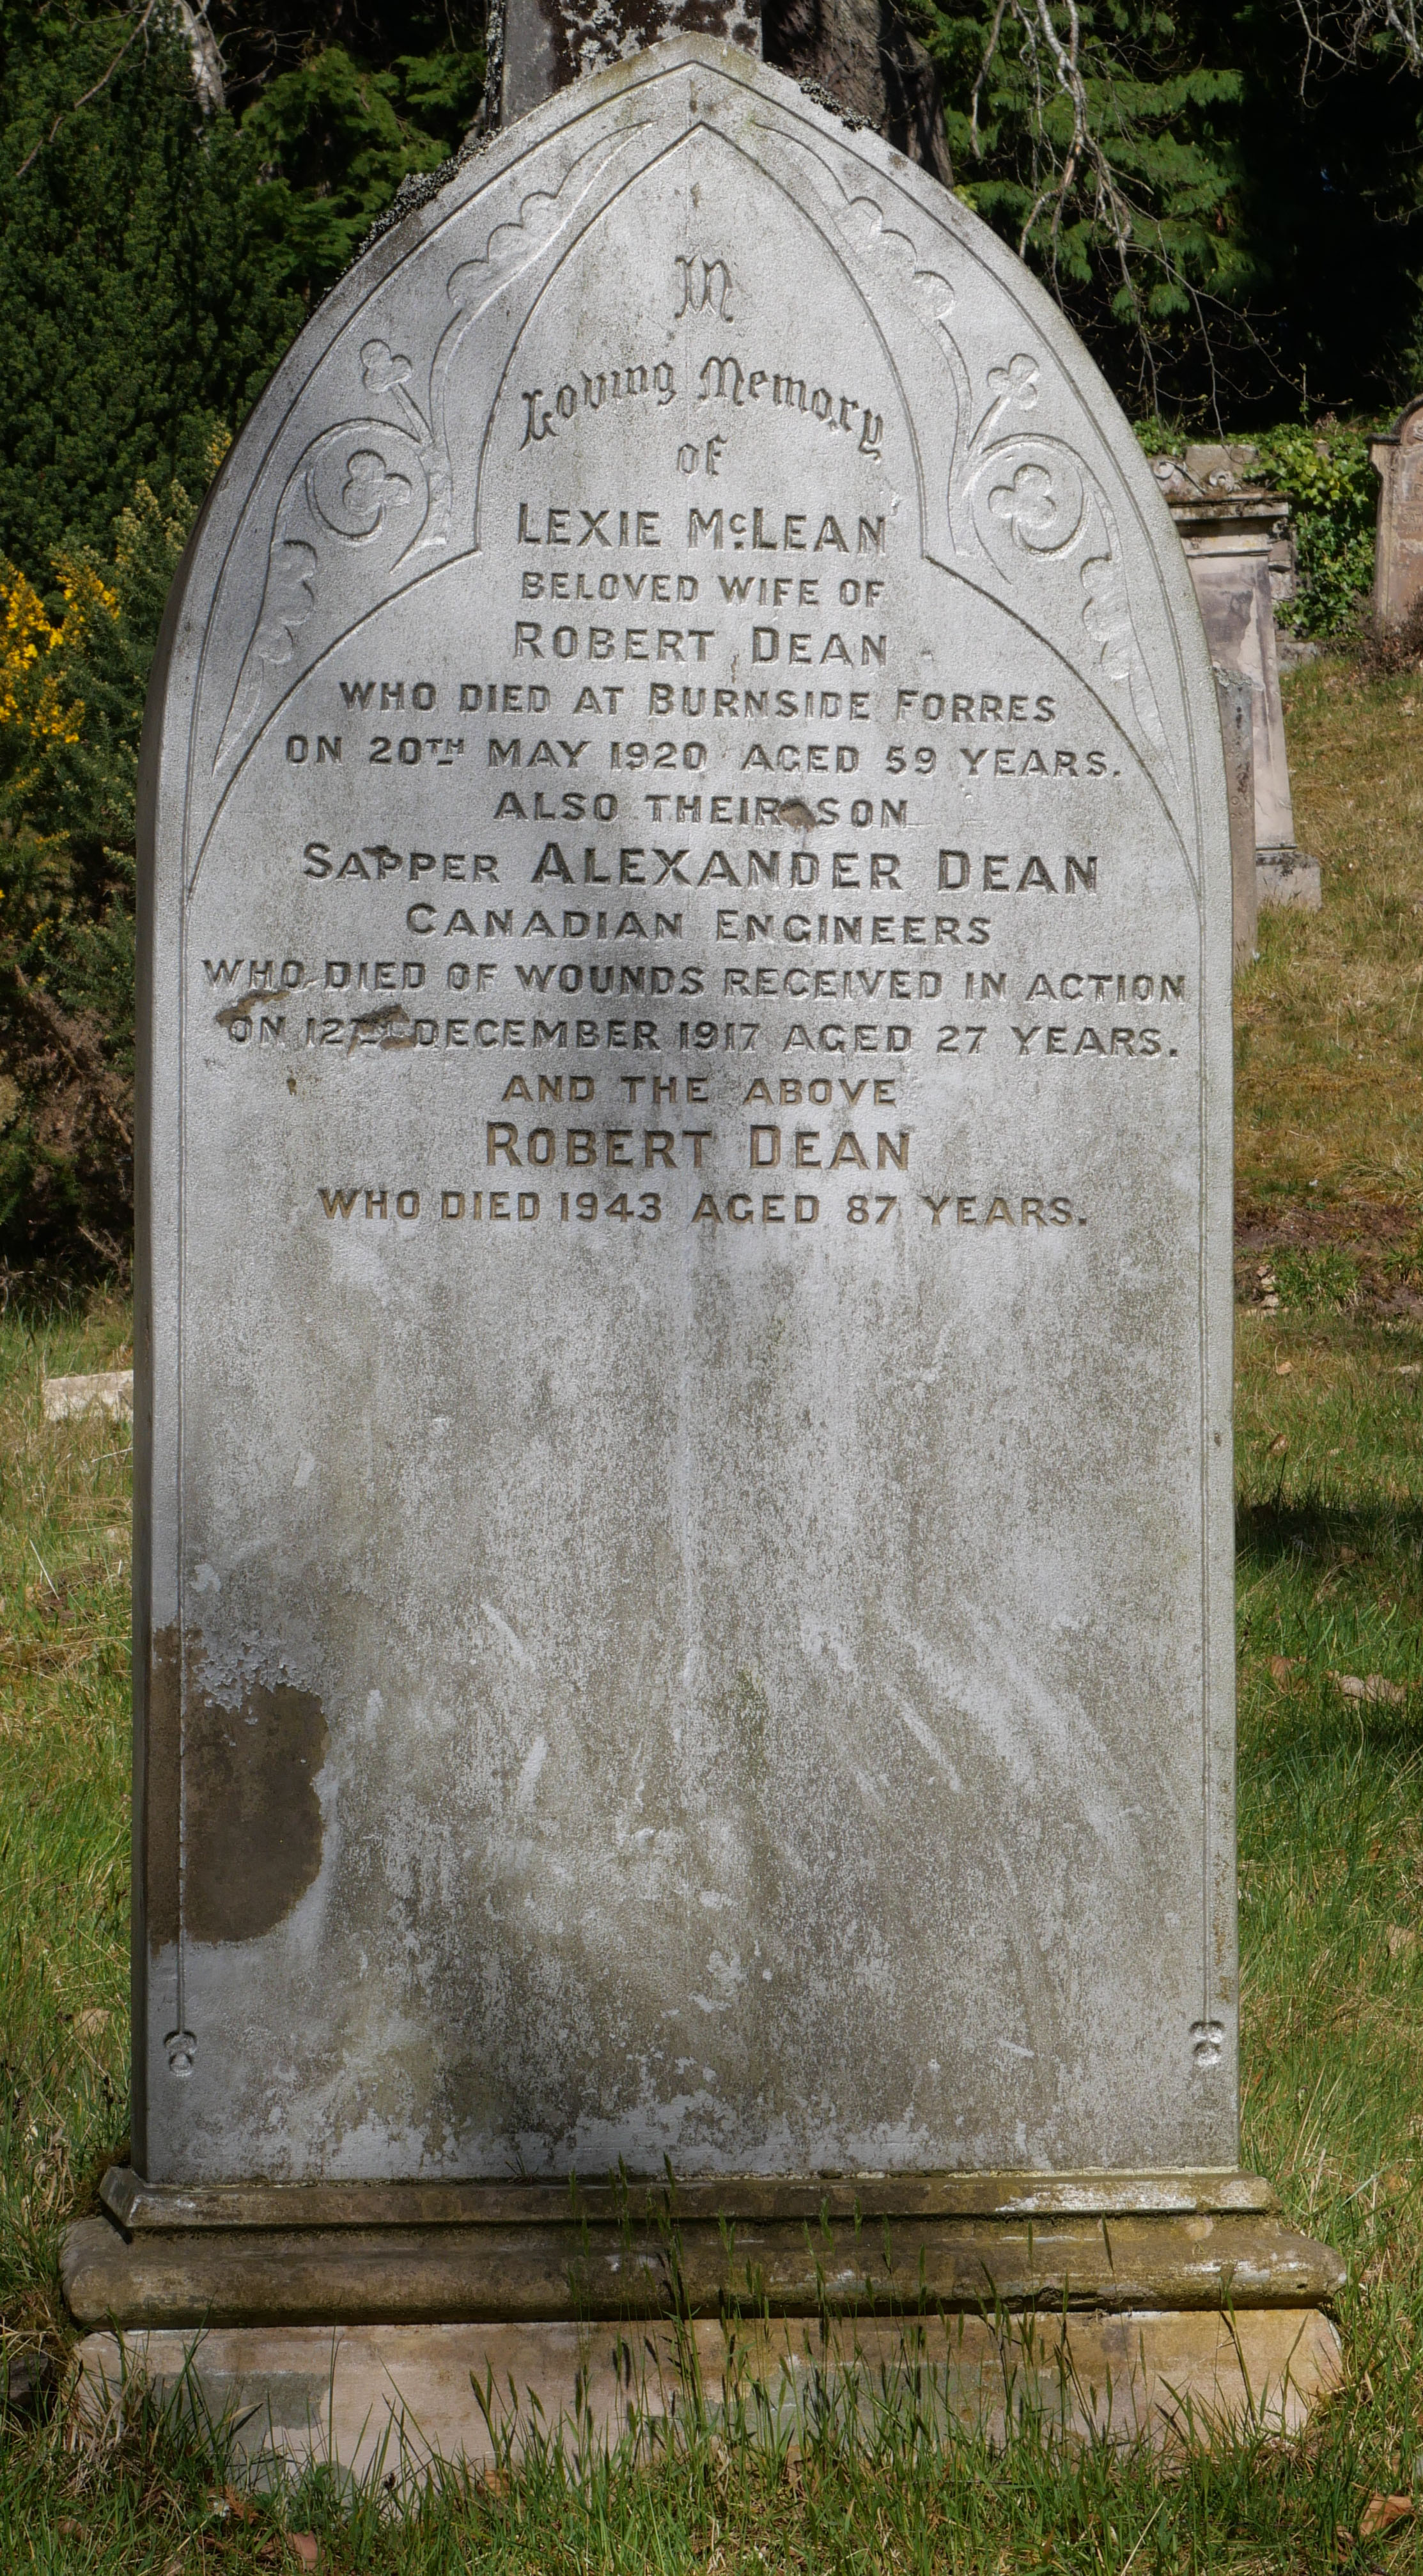 In
Loving Memory
of
LEXIE McLEAN
BELOVED WIFE OF
ROBERT DEAN
WHO DIED AT BURNSIDE FORRES
ON 20TH MAY 1920 AGED 59 YEARS.
ALSO THEIR SON
SAPPER ALEXANDER DEAN
CANADIAN ENGINEERS
WHO DIED OF WOUNDS RECEIVED IN ACTION
ON 12TH DECEMBER 1917 AGED 27 YEARS.
AND THE ABOVE
ROBERT DEAN
WHO DIED 1943 AGED 87 YEARS.